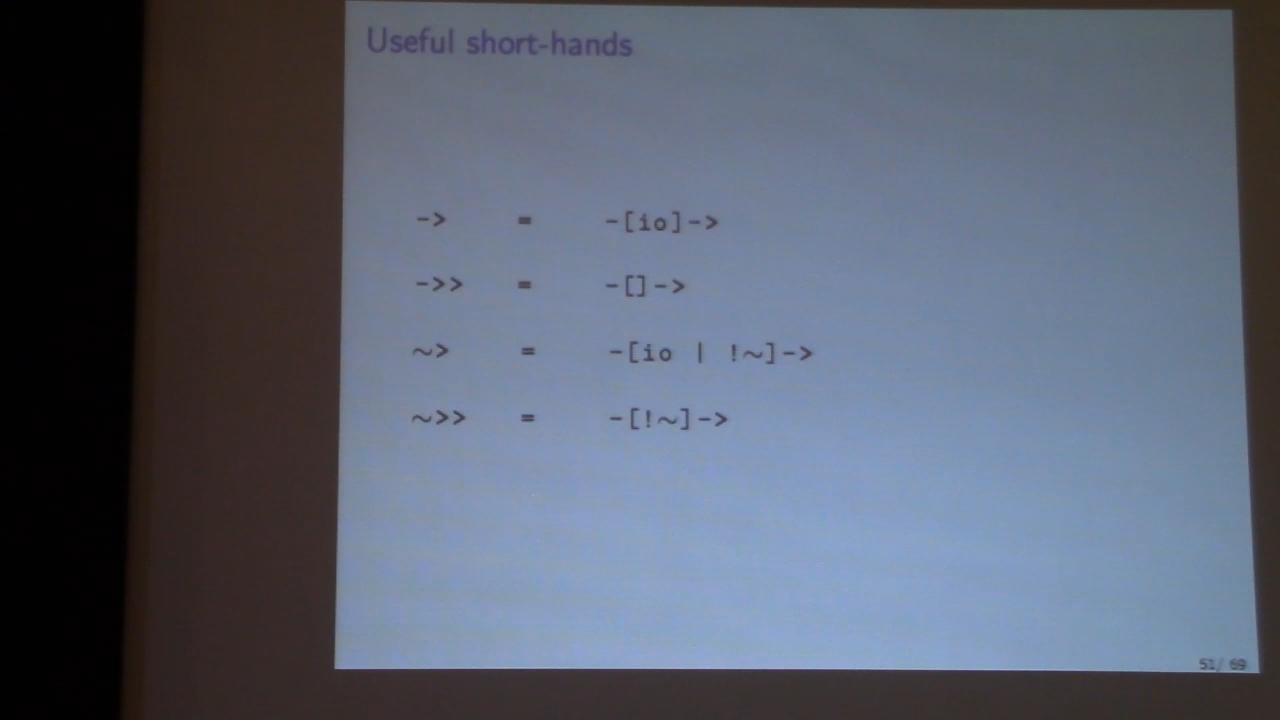 Useful short-hands
-> = -[io]->
->> = -[]->
~> = -[io | !~]->
~>> = -[!~]->
51/ 69